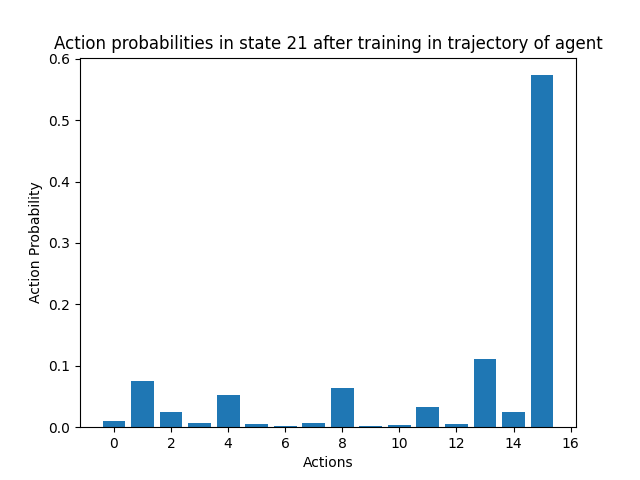 Action probabilities in state 21 after training in trajectory of agent
0.6
0.5
0.4
0.3
0.2
0.1
0.0
Action Probability
0 2 4 6 8 10 12 14 16
Actions